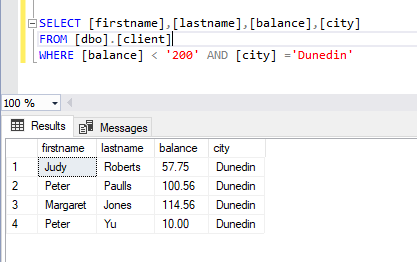 SELECT [firstname],[lastname],[balance],[city]
FROM [dbo].[client]
WHERE [balance] < '200' AND [city] ='Dunedin'
100 %
Results Messages
firstname lastname balance city
1 Judy Roberts 57.75 Dunedin
2 Peter Paulls 100.56 Dunedin
3 Margaret Jones 114.56 Dunedin
4 Peter Yu 10.00 Dunedin